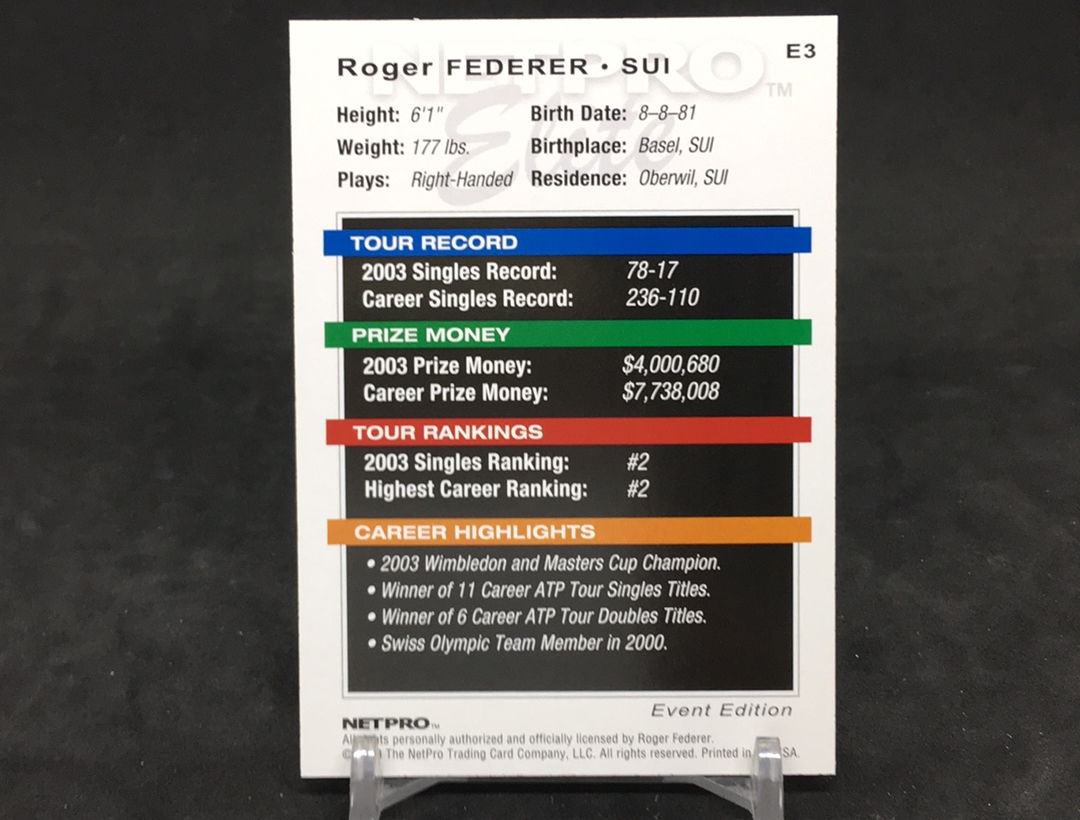 NETPRO™
E3
Roger FEDERER • SUI
Elite
Height: 6'1" Birth Date: 8–8–81
Weight: 177 lbs. Birthplace: Basel, SUI
Plays: Right-Handed Residence: Oberwil, SUI
TOUR RECORD
2003 Singles Record: 78-17
Career Singles Record: 236-110
PRIZE MONEY
2003 Prize Money: $4,000,680
Career Prize Money: $7,738,008
TOUR RANKINGS
2003 Singles Ranking: #2
Highest Career Ranking: #2
CAREER HIGHLIGHTS
• 2003 Wimbledon and Masters Cup Champion.
• Winner of 11 Career ATP Tour Singles Titles.
• Winner of 6 Career ATP Tour Doubles Titles.
• Swiss Olympic Team Member in 2000.
Event Edition
NETPRO™
personally authorized and officially licensed by Roger Federer.
The NetPro Trading Card Company, LLC. All rights reserved. Printed in